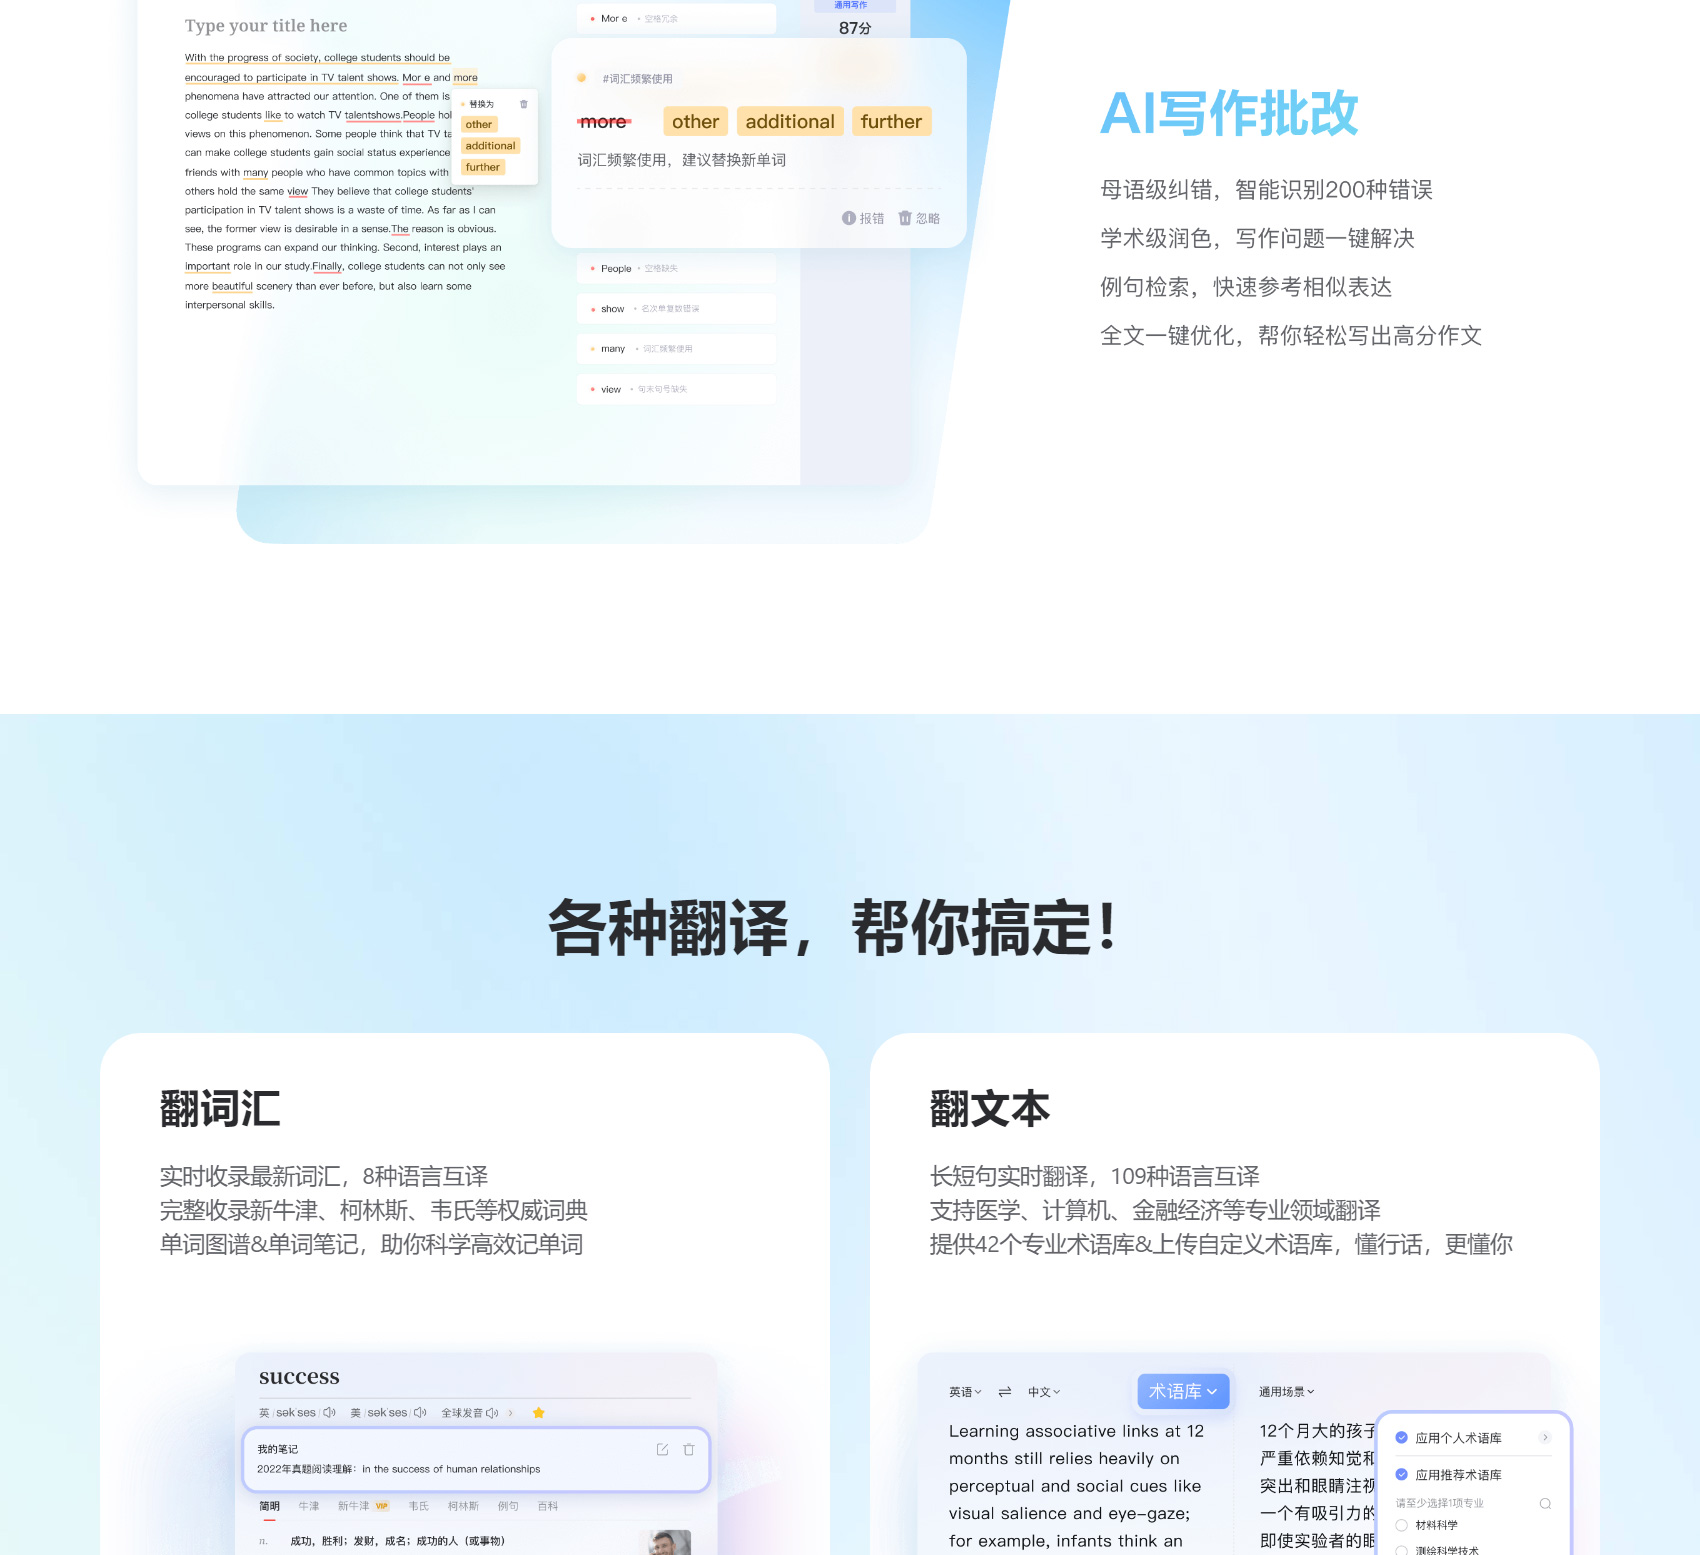 Type your title here
With the progress of society, college students should be
encouraged to participate in TV talent shows. Mor e and more
phenomena have attracted our attention. One of them is
college students like to watch TV talentshows.People hol
views on this phenomenon. Some people think that TV ta
can make college students gain social status experience
friends with many people who have common topics with
others hold the same view They believe that college students'
participation in TV talent shows is a waste of time. As far as I can
see, the former view is desirable in a sense.The reason is obvious.
These programs can expand our thinking. Second, interest plays an
important role in our study.Finally, college students can not only see
more beautiful scenery than ever before, but also learn some
interpersonal skills.
替换为
other
additional
further
Mor e • 空格冗余
通用写作
87分
#词汇频繁使用
more other additional further
词汇频繁使用，建议替换新单词
报错 忽略
People • 空格缺失
show • 名次单复数错误
many • 词汇频繁使用
view • 句末句号缺失
AI写作批改
母语级纠错，智能识别200种错误
学术级润色，写作问题一键解决
例句检索，快速参考相似表达
全文一键优化，帮你轻松写出高分作文
各种翻译，帮你搞定！
翻词汇
实时收录最新词汇，8种语言互译
完整收录新牛津、柯林斯、韦氏等权威词典
单词图谱&单词笔记，助你科学高效记单词
success
英 / sək'ses / 美 / sək'ses / 全球发音
我的笔记
2022年真题阅读理解：in the success of human relationships
简明 牛津 新牛津 VIP 韦氏 柯林斯 例句 百科
n. 成功，胜利；发财，成名；成功的人（或事物）
翻文本
长短句实时翻译，109种语言互译
支持医学、计算机、金融经济等专业领域翻译
提供42个专业术语库&上传自定义术语库，懂行话，更懂你
英语 中文 术语库 通用场景
Learning associative links at 12
months still relies heavily on
perceptual and social cues like
visual salience and eye-gaze;
for example, infants think an
12个月大的孩子
严重依赖知觉和
突出和眼睛注视
一个有吸引力的
即使实验者的眼
应用个人术语库
应用推荐术语库
请至少选择1项专业
材料科学
测绘科学技术